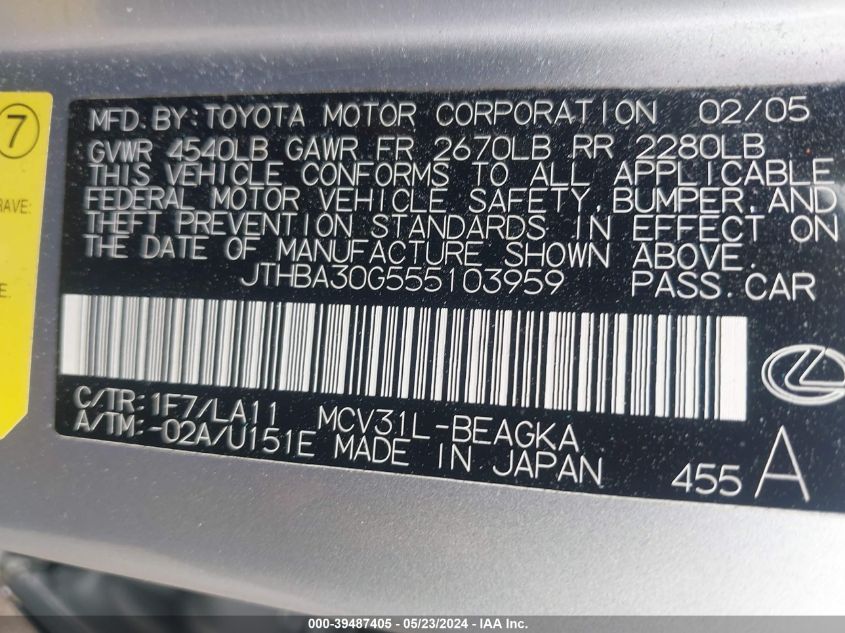 7
RAVE:
E.
MFD.BY:TOYOTA MOTOR CORPORATION 02/05
GVWR 4540LB GAWR FR 2670LB RR 2280LB
THIS VEHICLE CONFORMS TO ALL APPLICABLE
FEDERAL MOTOR VEHICLE SAFETY,BUMPER,AND
THEFT PREVENTION STANDARDS IN EFFECT ON
THE DATE OF MANUFACTURE SHOWN ABOVE.
JTHBA30G555103959 PASS.CAR
C/TR:1F7/LA11 MCV31L-BEAGKA
A/TM:-02A/U151E MADE IN JAPAN
455 A
000-39487405 - 05/23/2024 - IAA Inc.